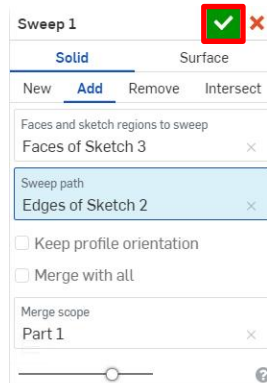 Sweep 1
Solid Surface
New Add Remove Intersect
Faces and sketch regions to sweep
Faces of Sketch 3
Sweep path
Edges of Sketch 2
Keep profile orientation
Merge with all
Merge scope
Part 1
?